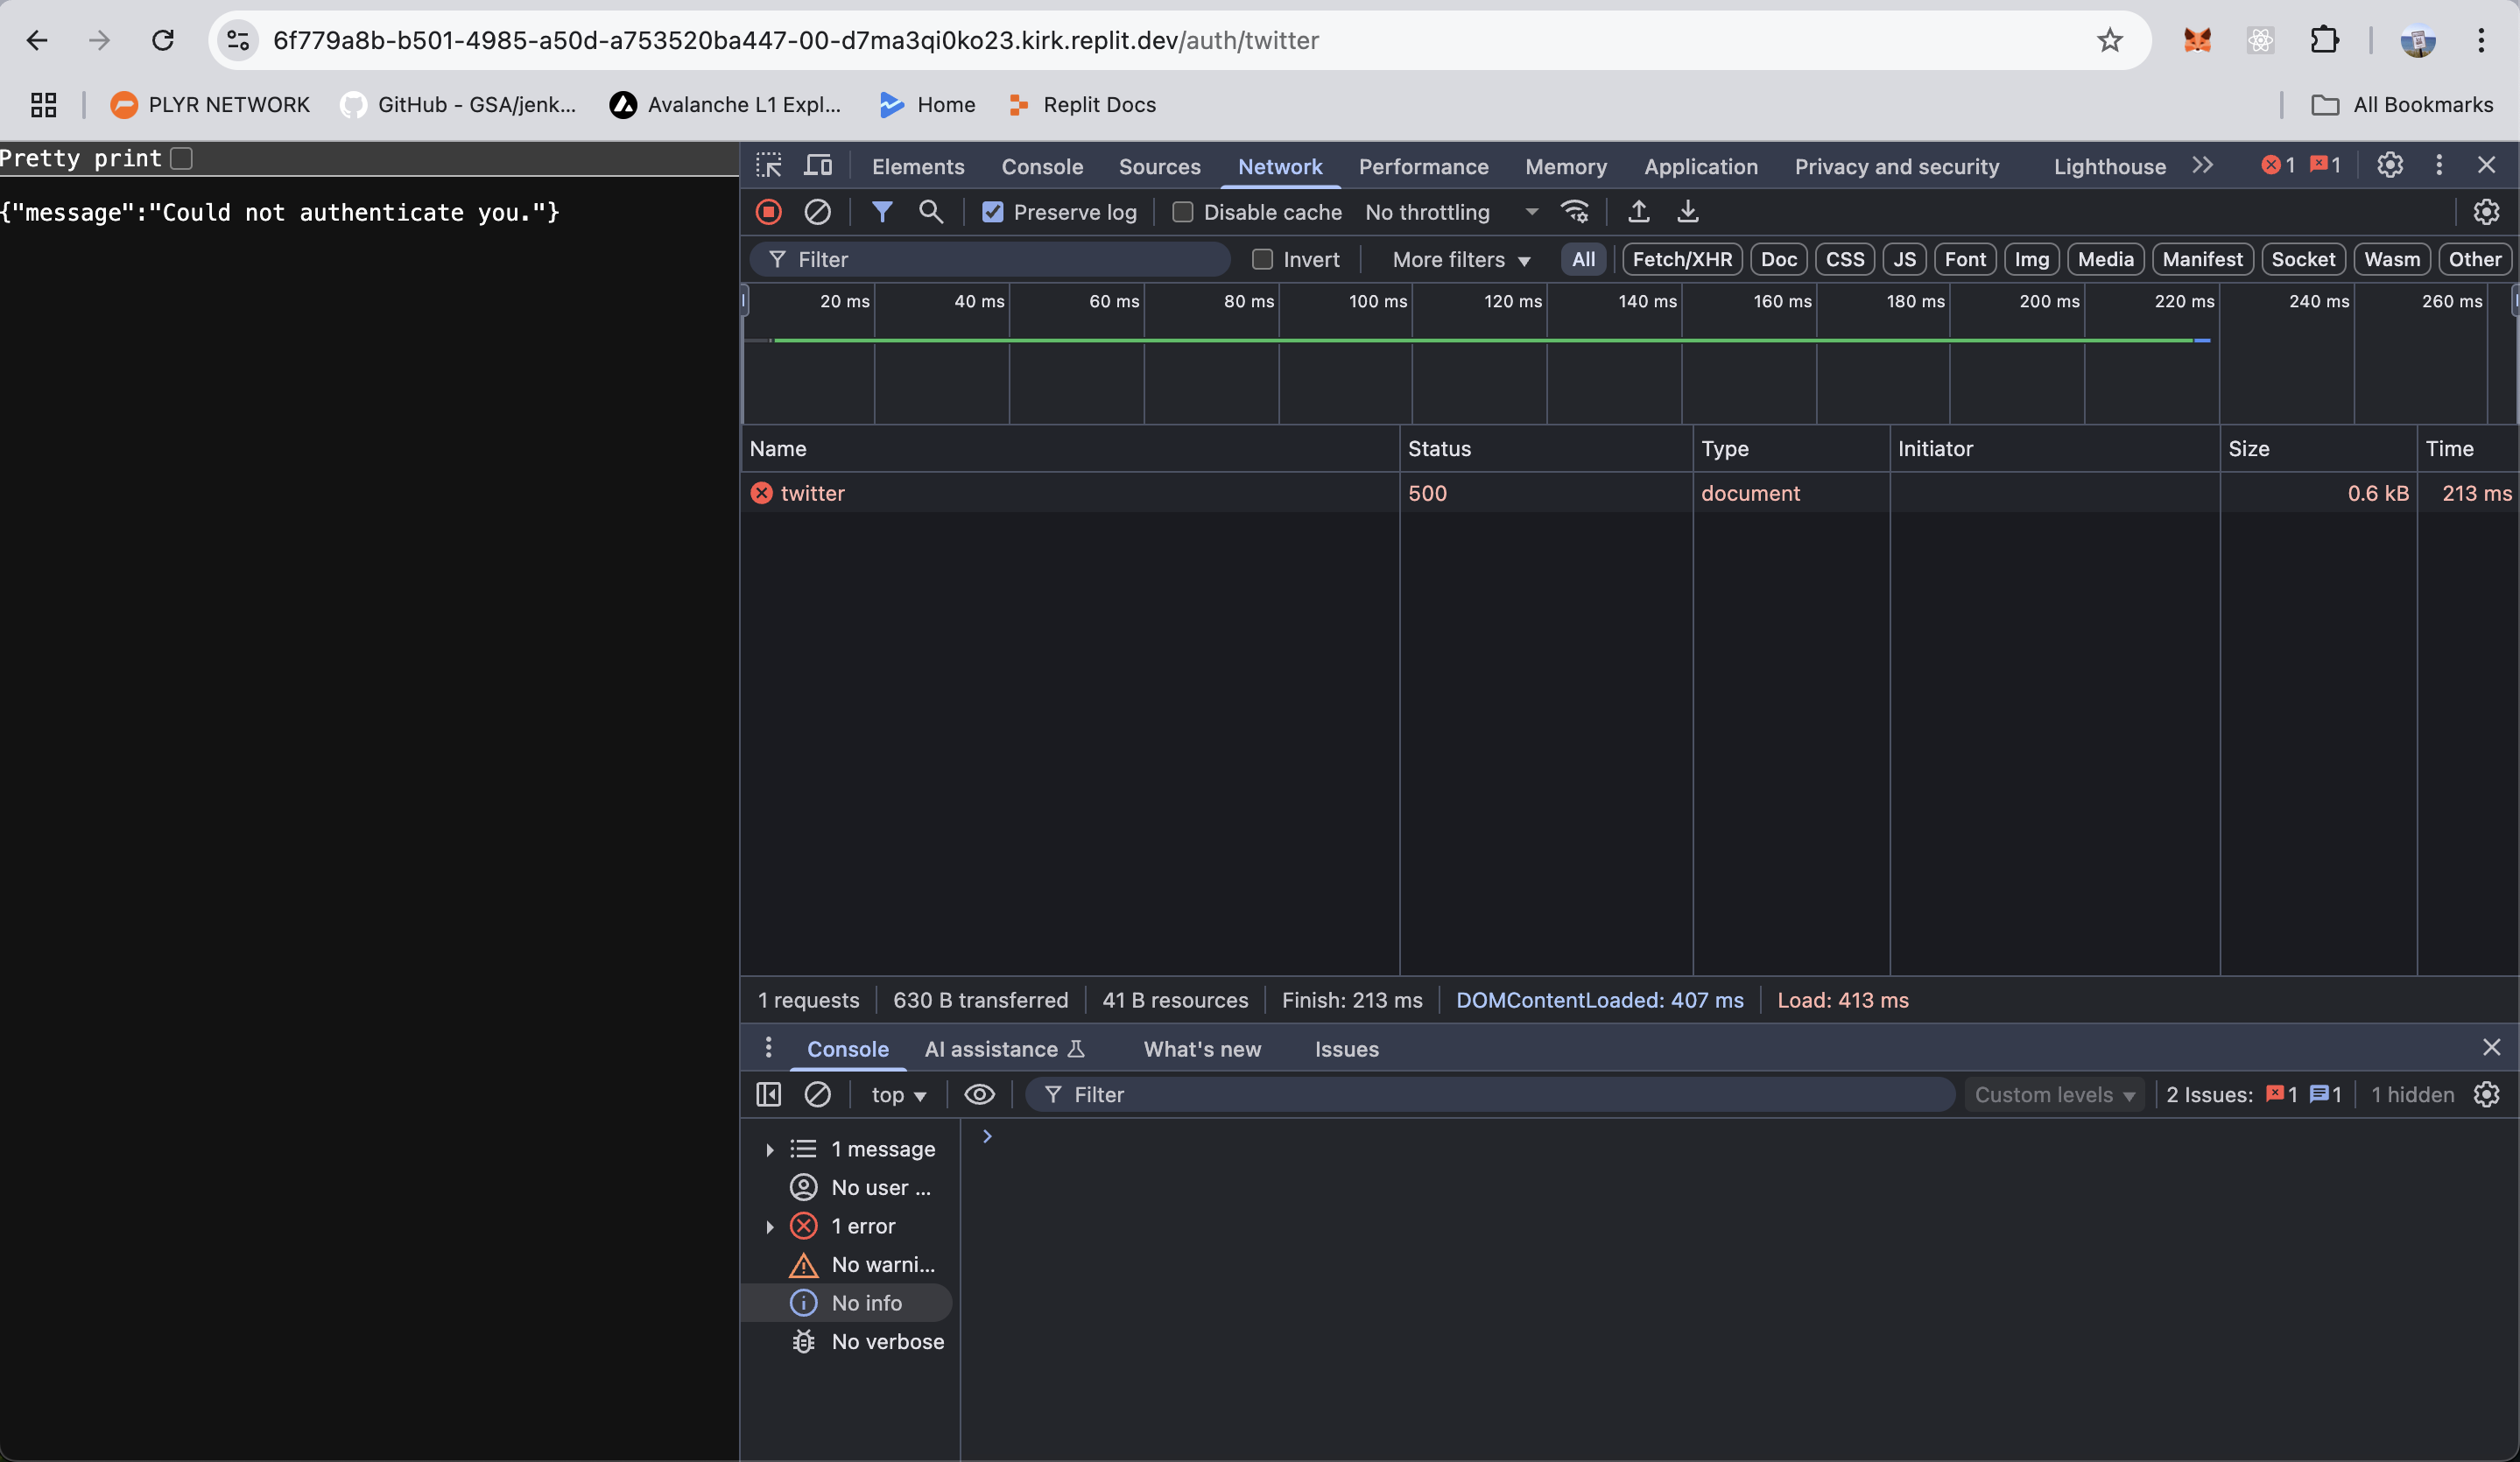 6f779a8b-b501-4985-a50d-a753520ba447-00-d7ma3qi0ko23.kirk.replit.dev/auth/twitter
PLYR NETWORK GitHub - GSA/jenk... Avalanche L1 Expl... Home Replit Docs All Bookmarks
Pretty print
{"message":"Could not authenticate you."}
Elements Console Sources Network Performance Memory Application Privacy and security Lighthouse 1 1
Preserve log Disable cache No throttling
Filter Invert More filters All Fetch/XHR Doc CSS JS Font Img Media Manifest Socket Wasm Other
20 ms 40 ms 60 ms 80 ms 100 ms 120 ms 140 ms 160 ms 180 ms 200 ms 220 ms 240 ms 260 ms
Name Status Type Initiator Size Time
twitter 500 document 0.6 kB 213 ms
1 requests 630 B transferred 41 B resources Finish: 213 ms DOMContentLoaded: 407 ms Load: 413 ms
Console AI assistance What's new Issues
top Filter Custom levels 2 Issues: 1 1 1 hidden
1 message
No user ...
1 error
No warni...
No info
No verbose